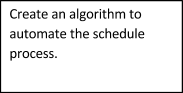 Create an algorithm to
automate the schedule
process.